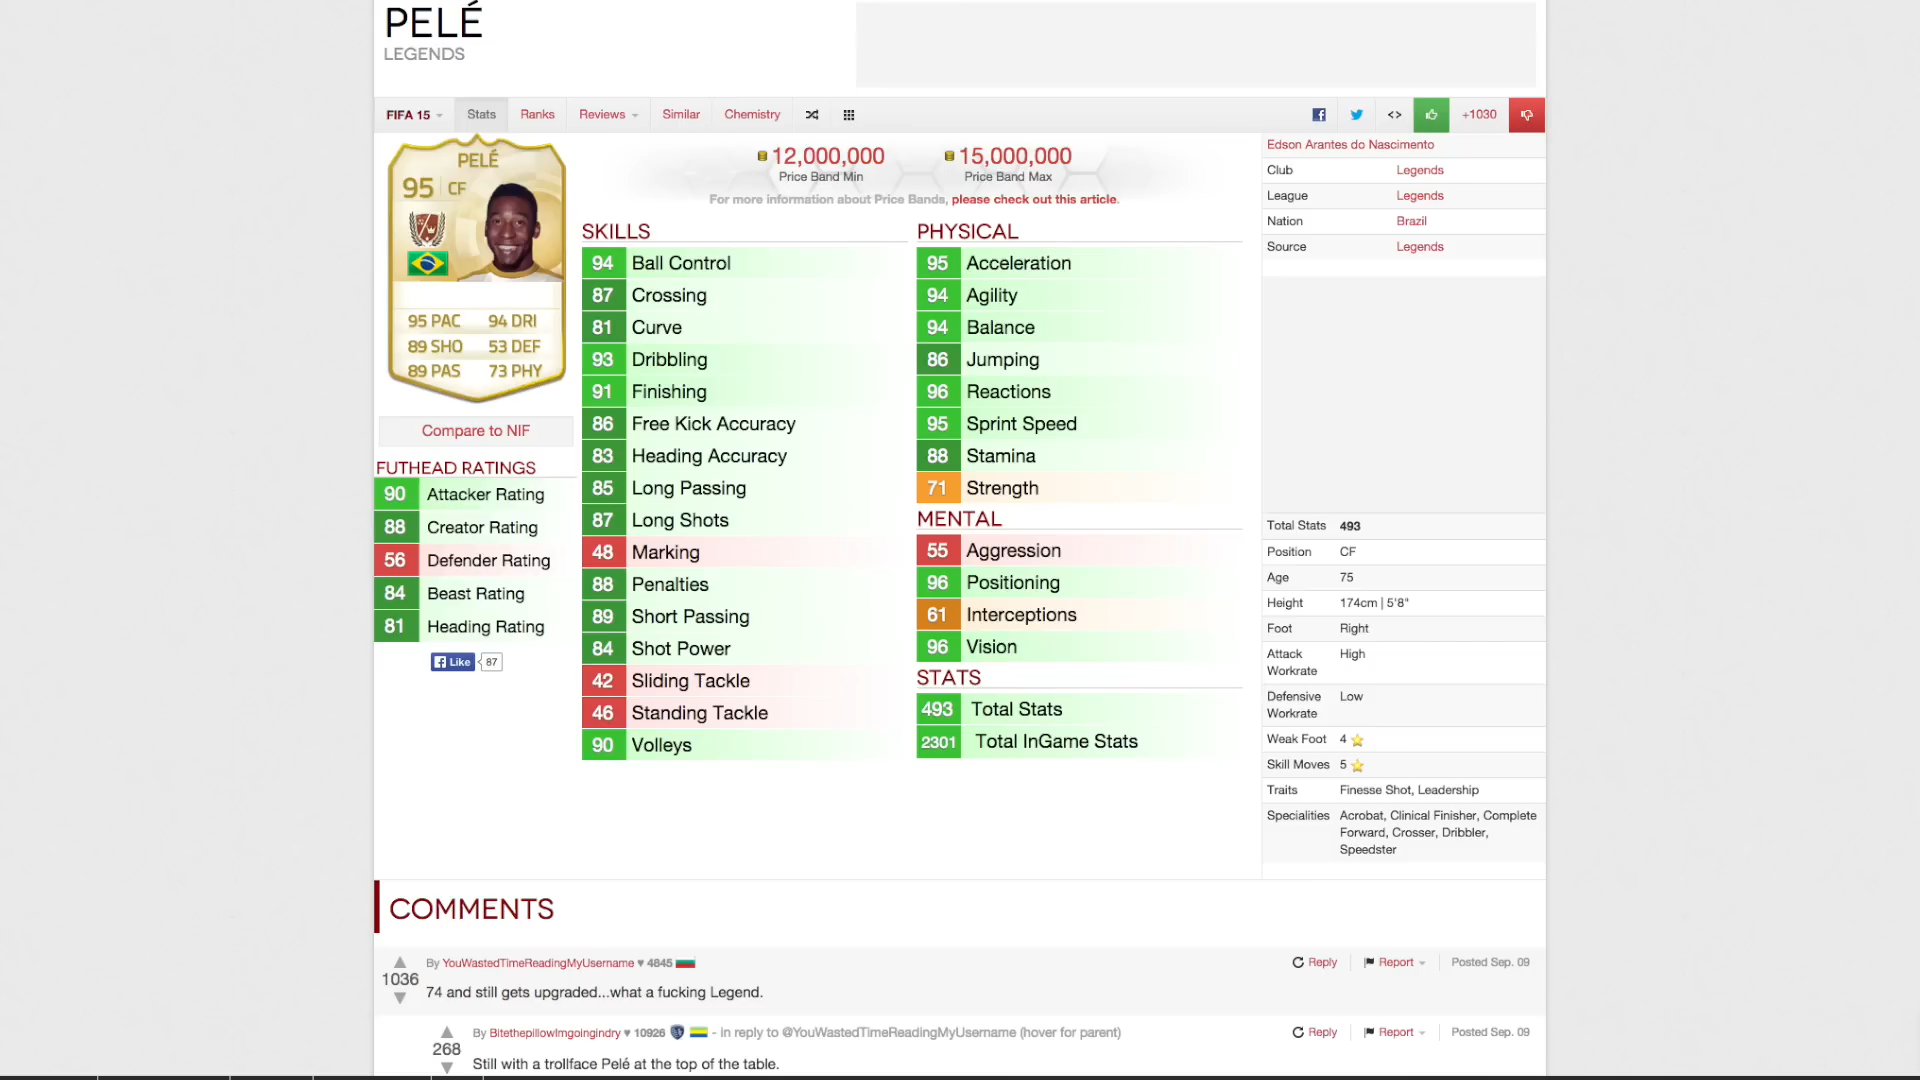 PELÉ
LEGENDS
FIFA 15
Stats
Ranks
Reviews
Similar
Chemistry
<>
+1030
PELÉ
95 CF
95 PAC 94 DRI
89 SHO 53 DEF
89 PAS 73 PHY
Compare to NIF
FUTHEAD RATINGS
90 Attacker Rating
88 Creator Rating
56 Defender Rating
84 Beast Rating
81 Heading Rating
Like 87
12,000,000
Price Band Min
15,000,000
Price Band Max
For more information about Price Bands, please check out this article.
SKILLS
94 Ball Control
87 Crossing
81 Curve
93 Dribbling
91 Finishing
86 Free Kick Accuracy
83 Heading Accuracy
85 Long Passing
87 Long Shots
48 Marking
88 Penalties
89 Short Passing
84 Shot Power
42 Sliding Tackle
46 Standing Tackle
90 Volleys
PHYSICAL
95 Acceleration
94 Agility
94 Balance
86 Jumping
96 Reactions
95 Sprint Speed
88 Stamina
71 Strength
MENTAL
55 Aggression
96 Positioning
61 Interceptions
96 Vision
STATS
493 Total Stats
2301 Total InGame Stats
Edson Arantes do Nascimento
Club Legends
League Legends
Nation Brazil
Source Legends
Total Stats 493
Position CF
Age 75
Height 174cm | 5'8"
Foot Right
Attack High
Workrate
Defensive Low
Workrate
Weak Foot 4
Skill Moves 5
Traits Finesse Shot, Leadership
Specialities Acrobat, Clinical Finisher, Complete
Forward, Crosser, Dribbler,
Speedster
COMMENTS
1036
By YouWastedTimeReadingMyUsername ♥ 4845
Reply Report Posted Sep. 09
74 and still gets upgraded...what a fucking Legend.
268
By BitethepillowImgoingindry ♥ 10926 - in reply to @YouWastedTimeReadingMyUsername (hover for parent)
Reply Report Posted Sep. 09
Still with a trollface Pelé at the top of the table.